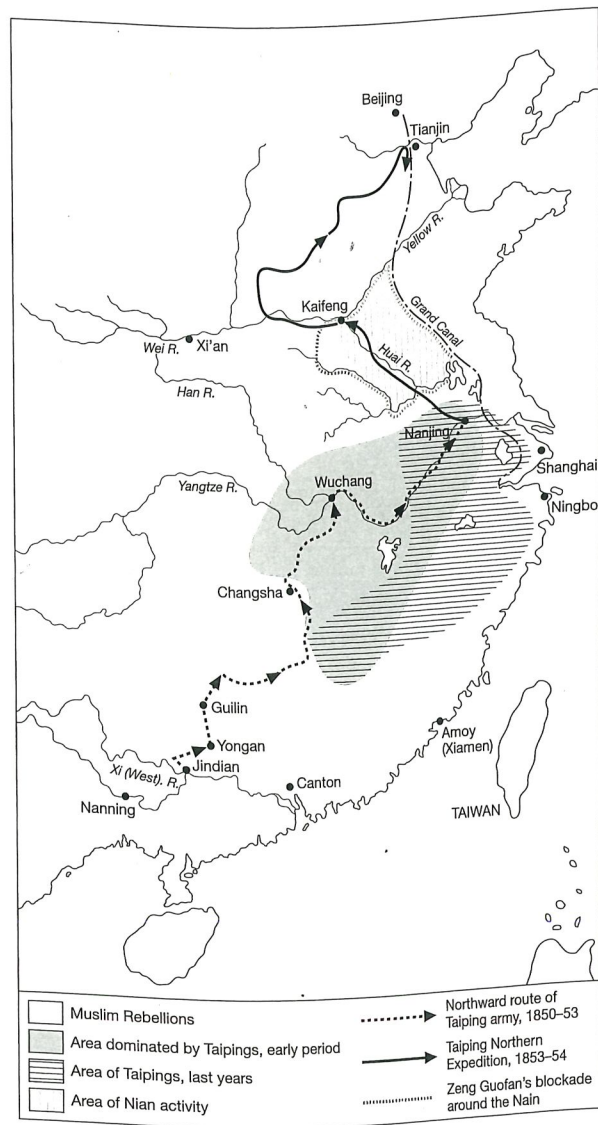 Beijing
Tianjin
Yellow R.
Kaifeng
Grand Canal
Wei R.
Xi'an
Huai R.
Han R.
Nanjing
Shanghai
Wuchang
Yangtze R.
Ningbo
Changsha
Guilin
Amoy
(Xiamen)
Yongan
Xi (West). R.
Jindian
Canton
Nanning
TAIWAN
Muslim Rebellions
Area dominated by Taipings, early period
Area of Taipings, last years
Area of Nian activity
Northward route of
Taiping army, 1850–53
Taiping Northern
Expedition, 1853–54
Zeng Guofan's blockade
around the Nain